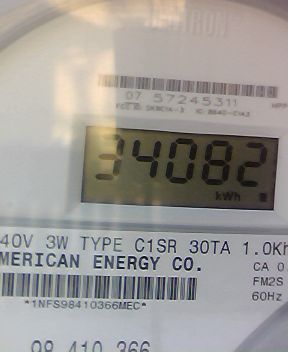 07 57245311
34082
kWh
40V 3W TYPE C1SR 30TA 1.0Kh
MERICAN ENERGY CO.
CA 0.
FM2S
60Hz
*1NFS98410366MEC*
98 410 366